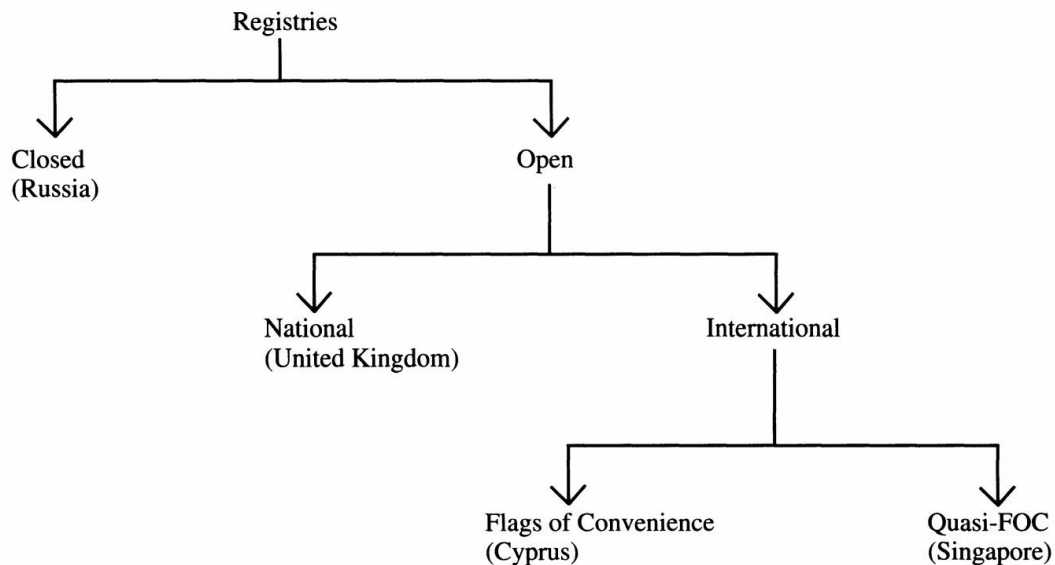 Registries
Closed
(Russia)
Open
National
(United Kingdom)
International
Flags of Convenience
(Cyprus)
Quasi-FOC
(Singapore)